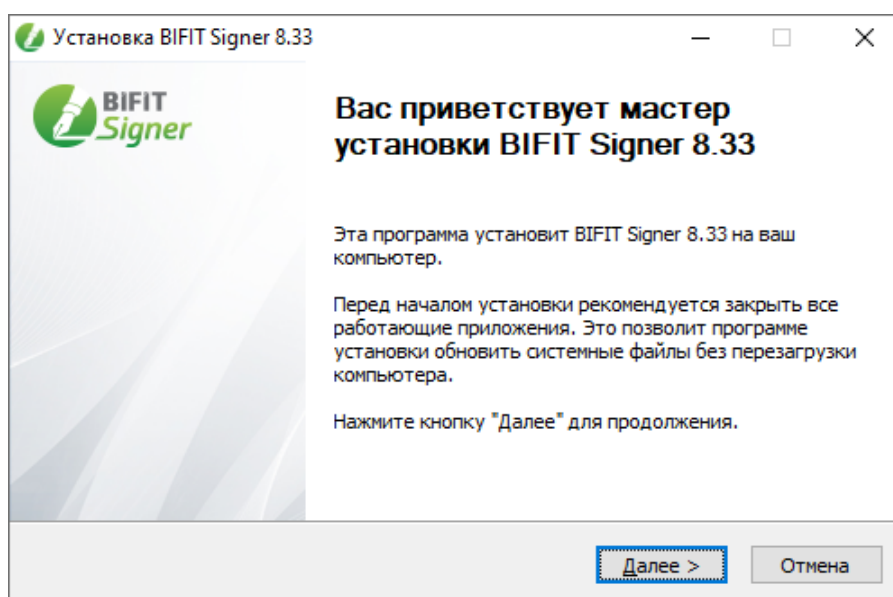 Установка BIFIT Signer 8.33
BIFIT
Signer
Вас приветствует мастер
установки BIFIT Signer 8.33
Эта программа установит BIFIT Signer 8.33 на ваш
компьютер.
Перед началом установки рекомендуется закрыть все
работающие приложения. Это позволит программе
установки обновить системные файлы без перезагрузки
компьютера.
Нажмите кнопку "Далее" для продолжения.
Далее >
Отмена